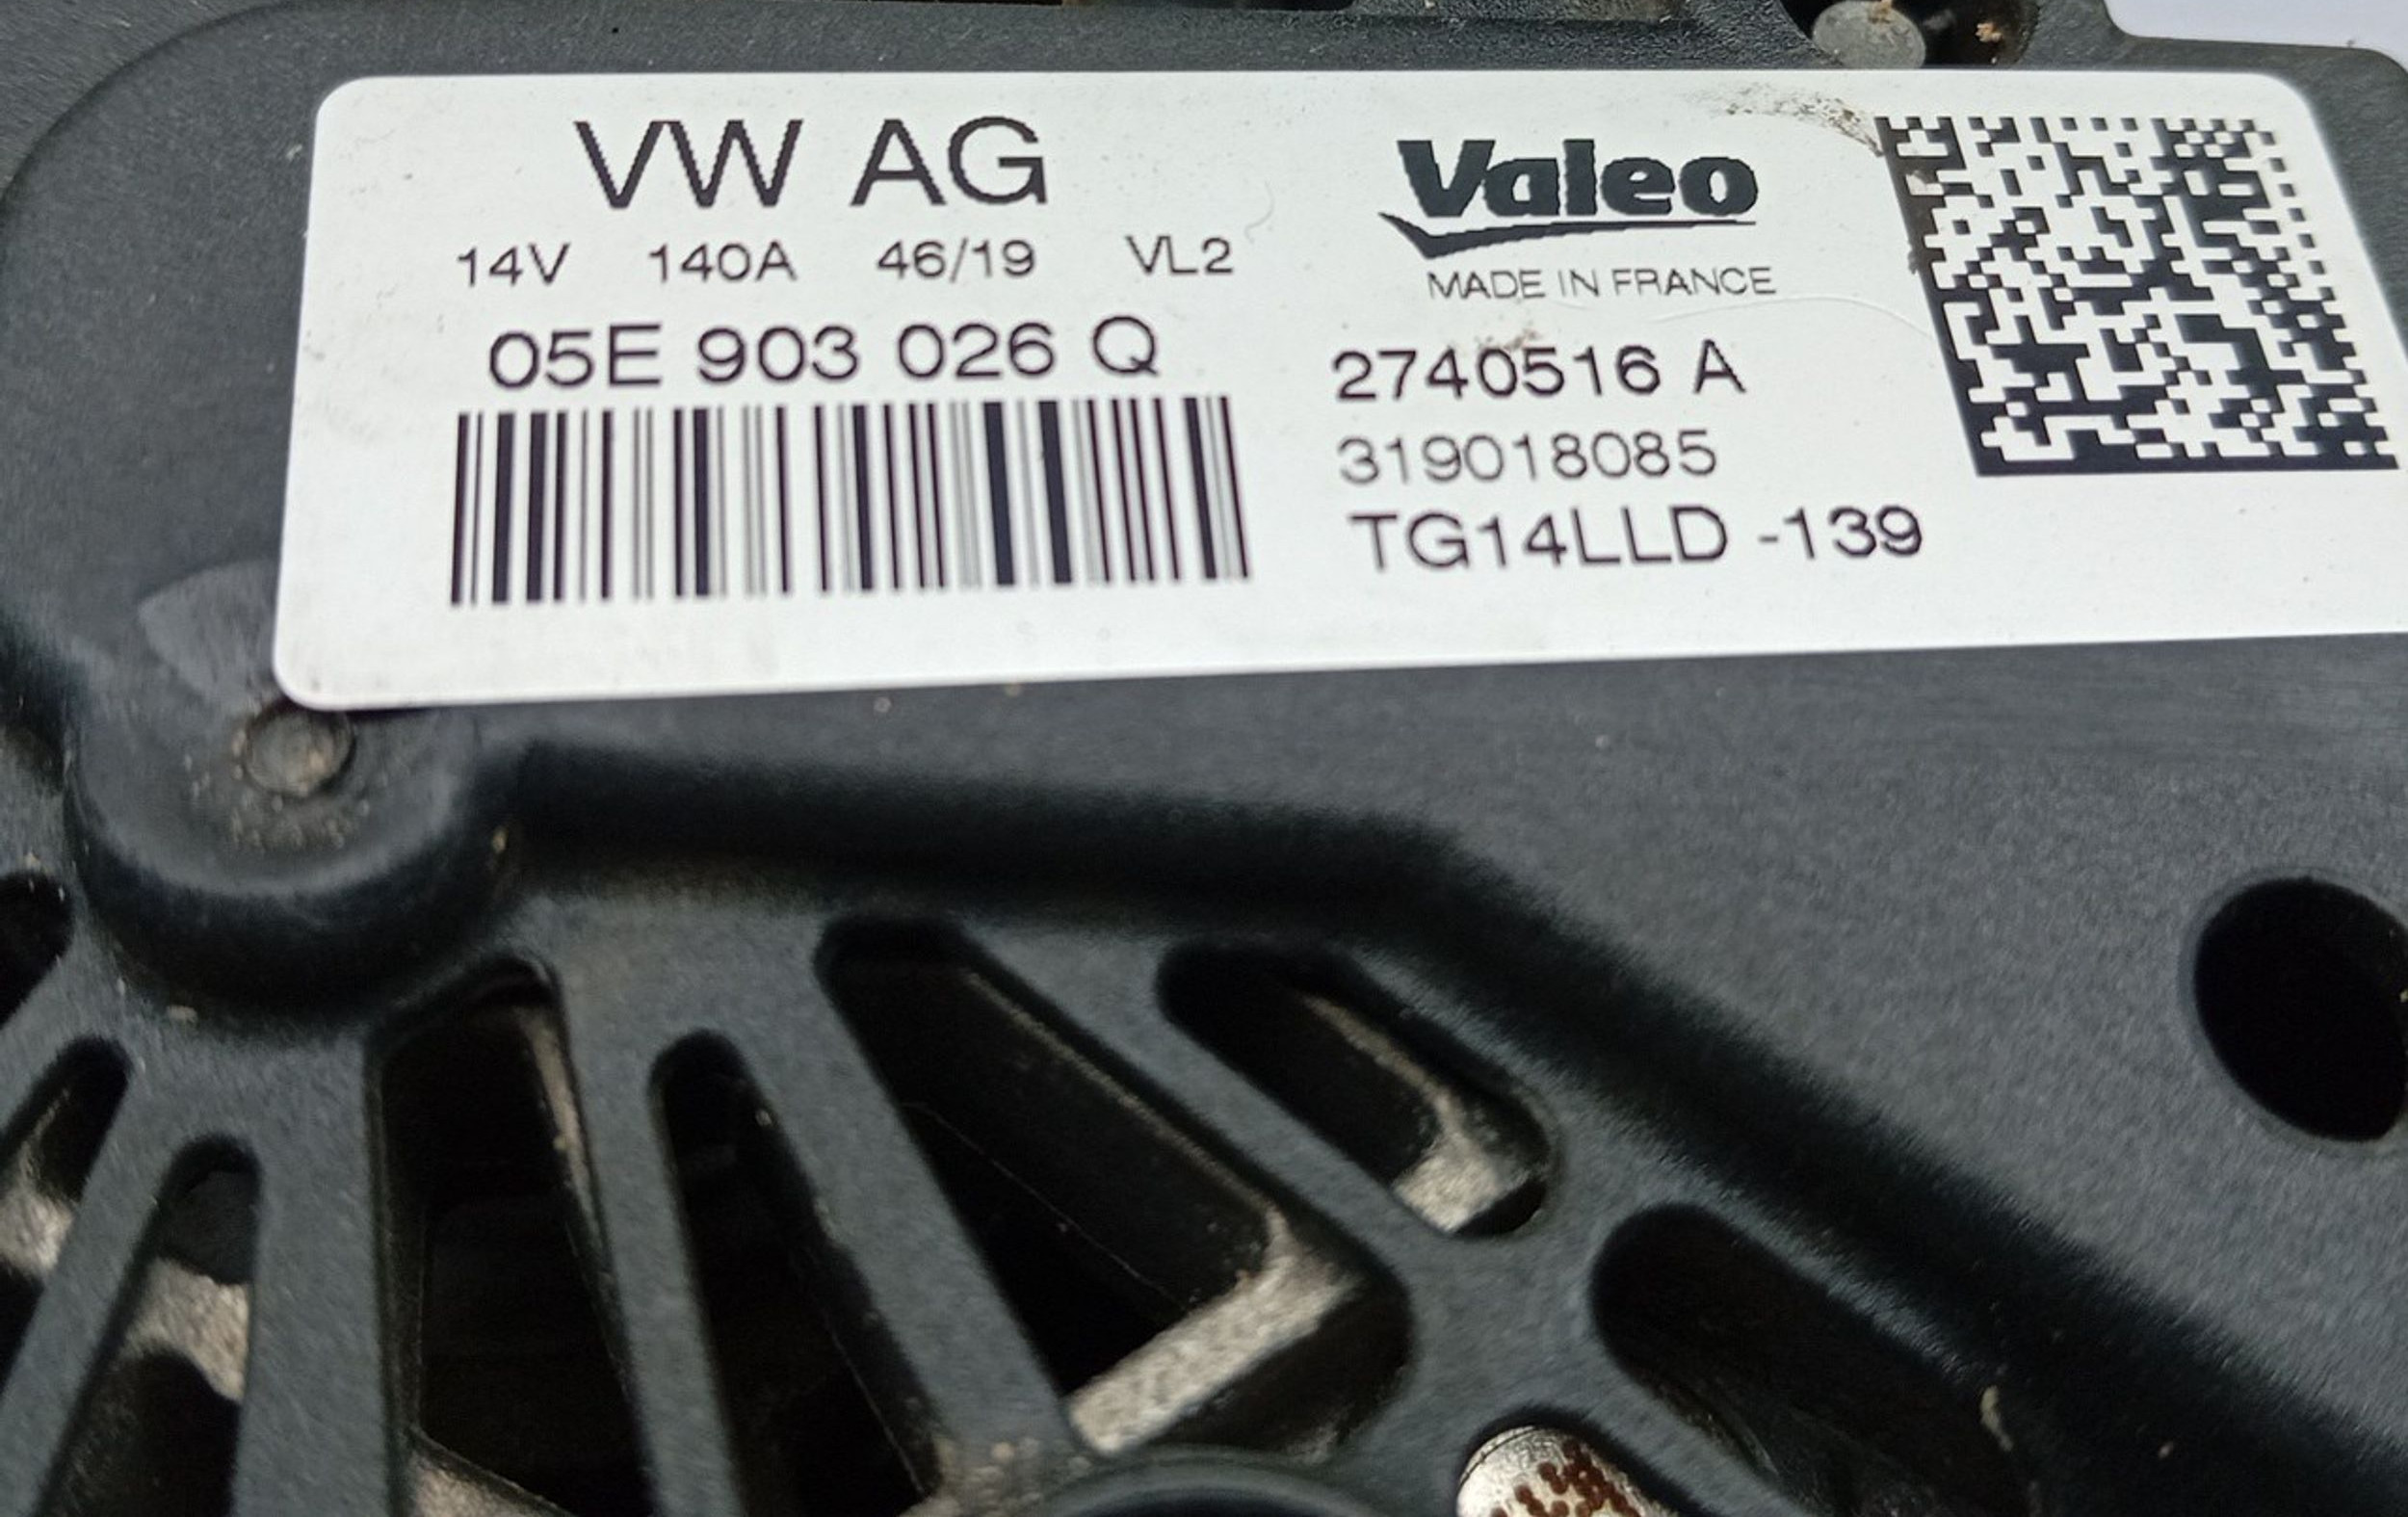 VW AG
14V 140A 46/19 VL2
05E 903 026 Q
Valeo
MADE IN FRANCE
2740516 A
319018085
TG14LLD -139